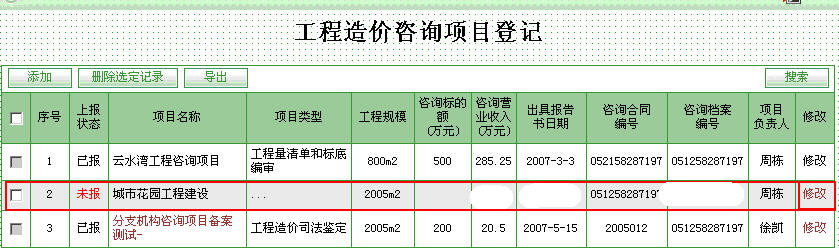 工程造价咨询项目登记
添加 删除选定记录 导出 搜索
序号 上报状态 项目名称 项目类型 工程规模 咨询标的额(万元) 咨询营业收入(万元) 出具报告书日期 咨询合同编号 咨询档案编号 项目负责人 修改
1 已报 云水湾工程咨询项目 工程量清单和标底编审 800m2 500 285.25 2007-3-3 052158287197 051258287197 周栋 修改
2 未报 城市花园工程建设 ... 2005m2 051258287197 周栋 修改
3 已报 分支机构咨询项目备案测试- 工程造价司法鉴定 2005m2 200 20.5 2007-5-15 2005012 051258287197 徐凯 修改